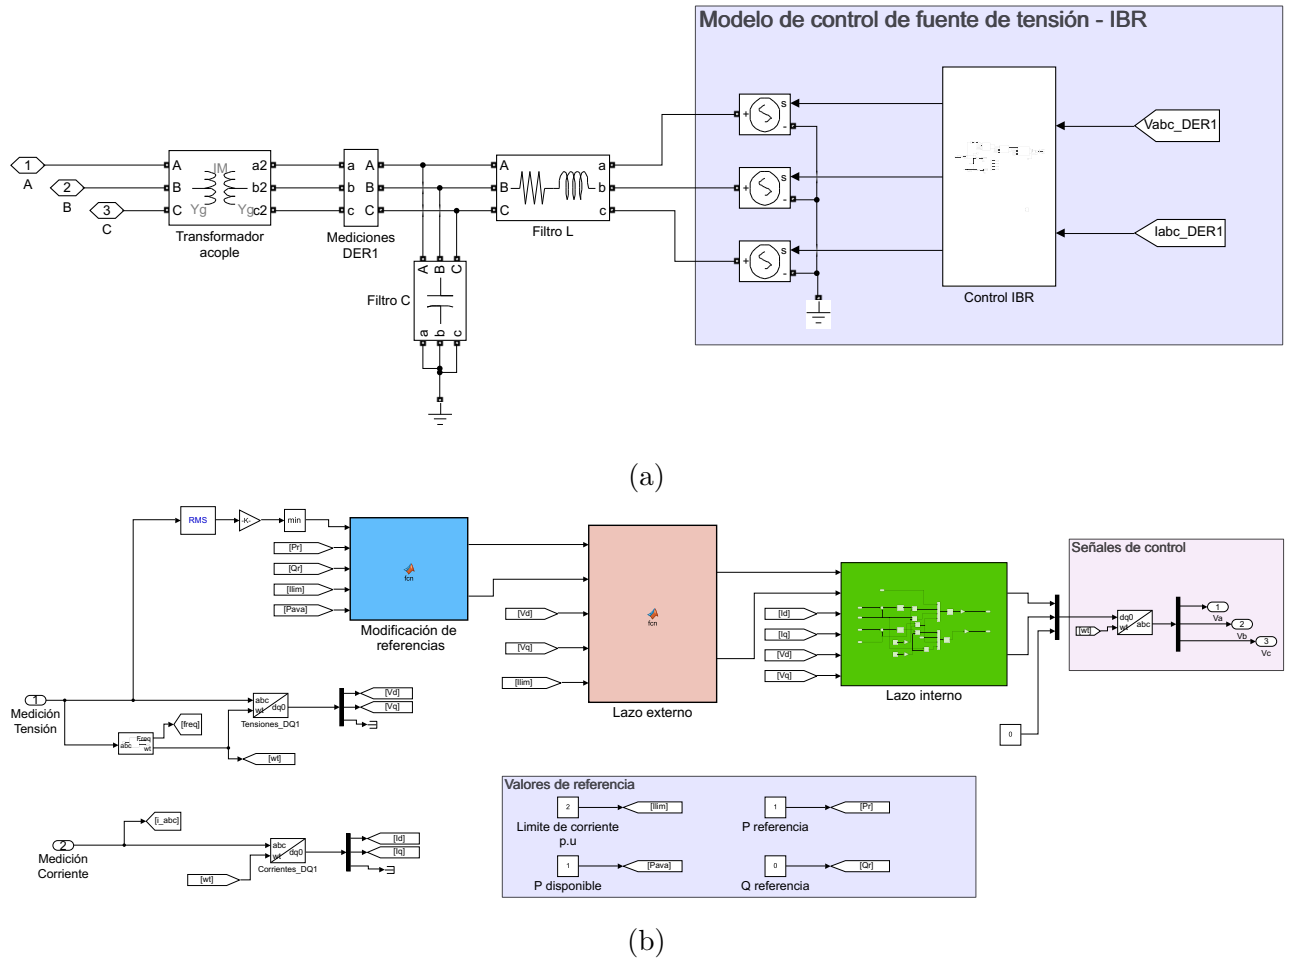 Modelo de control de fuente de tensión - IBR
1
A
2
B
3
C
A
B
C
IM
Yg
Yg
a2
b2
c2
Transformador
acople
a
b
c
A
B
C
Mediciones
DER1
A
B
C
a
b
c
Filtro L
A
B
C
a
b
c
Filtro C
+
s
-
+
s
-
+
s
-
Control IBR
Vabc_DER1
Iabc_DER1
(a)
RMS
-K-
min
[Pr]
[Qr]
[Ilim]
[Pava]
fcn
Modificación de
referencias
[Vd]
[Vq]
[Ilim]
fcn
Lazo externo
[Id]
[Iq]
[Vd]
[Vq]
Lazo interno
0
Señales de control
[wt]
dq0
wt
abc
1
Va
2
Vb
3
Vc
1
Medición
Tensión
abc
Freq
wt
[freq]
[wt]
abc
wt
dq0
Tensiones_DQ1
[Vd]
[Vq]
2
Medición
Corriente
[i_abc]
[wt]
abc
wt
dq0
Corrientes_DQ1
[Id]
[Iq]
Valores de referencia
2
[Ilim]
Limite de corriente
p.u
1
[Pr]
P referencia
1
[Pava]
P disponible
0
[Qr]
Q referencia
(b)